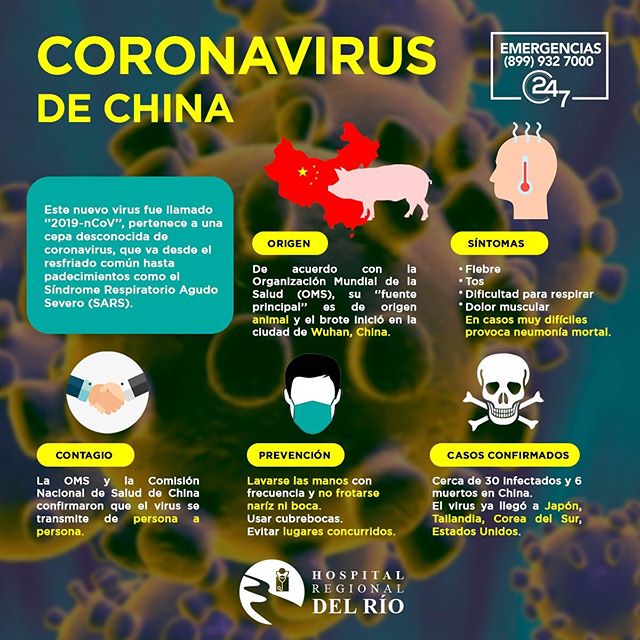 CORONAVIRUS
DE CHINA
EMERGENCIAS
(899) 932 7000
24
7
Este nuevo virus fue llamado
"2019-nCoV", pertenece a una
cepa desconocida de
coronavirus, que va desde el
resfriado común hasta
padecimientos como el
Síndrome Respiratorio Agudo
Severo (SARS).
ORIGEN
De acuerdo con la
Organización Mundial de la
Salud (OMS), su "fuente
principal" es de origen
animal y el brote inició en la
ciudad de Wuhan, China.
SÍNTOMAS
• Fiebre
• Tos
• Dificultad para respirar
• Dolor muscular
En casos muy difíciles
provoca neumonía mortal.
CONTAGIO
La OMS y la Comisión
Nacional de Salud de China
confirmaron que el virus se
transmite de persona a
persona.
PREVENCIÓN
Lavarse las manos con
frecuencia y no frotarse
naríz ni boca.
Usar cubrebocas.
Evitar lugares concurridos.
CASOS CONFIRMADOS
Cerca de 30 infectados y 6
muertos en China.
El virus ya llegó a Japón,
Tailandia, Corea del Sur,
Estados Unidos.
HOSPITAL
REGIONAL
DEL RÍO